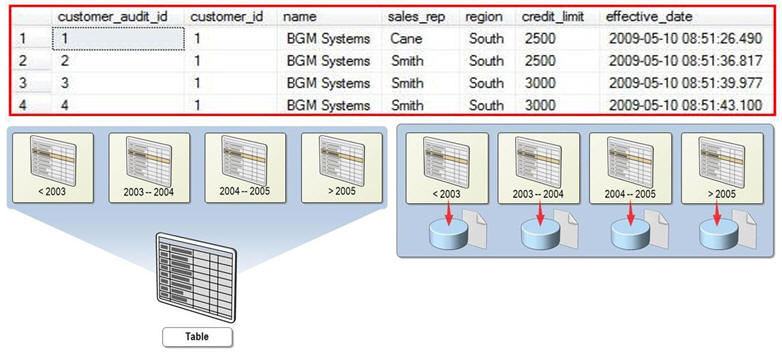 customer_audit_id customer_id name sales_rep region credit_limit effective_date
1 1 1 BGM Systems Cane South 2500 2009-05-10 08:51:26.490
2 2 1 BGM Systems Smith South 2500 2009-05-10 08:51:36.817
3 3 1 BGM Systems Smith South 3000 2009-05-10 08:51:39.977
4 4 1 BGM Systems Smith South 3000 2009-05-10 08:51:43.100
< 2003 2003 -- 2004 2004 -- 2005 > 2005
< 2003 2003 -- 2004 2004 -- 2005 > 2005
Table